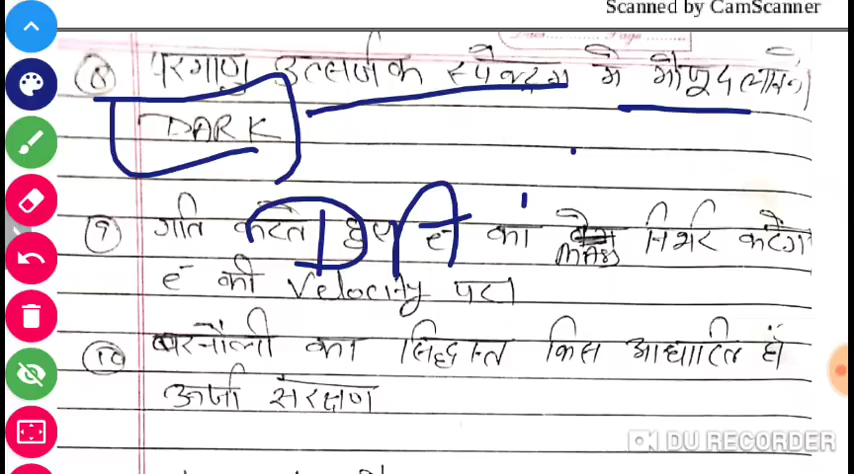 Scanned by CamScanner
⑧ परमाणु उत्सर्जक स्पेक्ट्रम में मौजूद
DARK
D A
⑨ गति करते हुए e⁻ का Mass निर्भर करेगा
e⁻ की Velocity पर।
⑩ बरनौली का सिद्धान्त किस आधारित है।
ऊर्जा संरक्षण
DU RECORDER